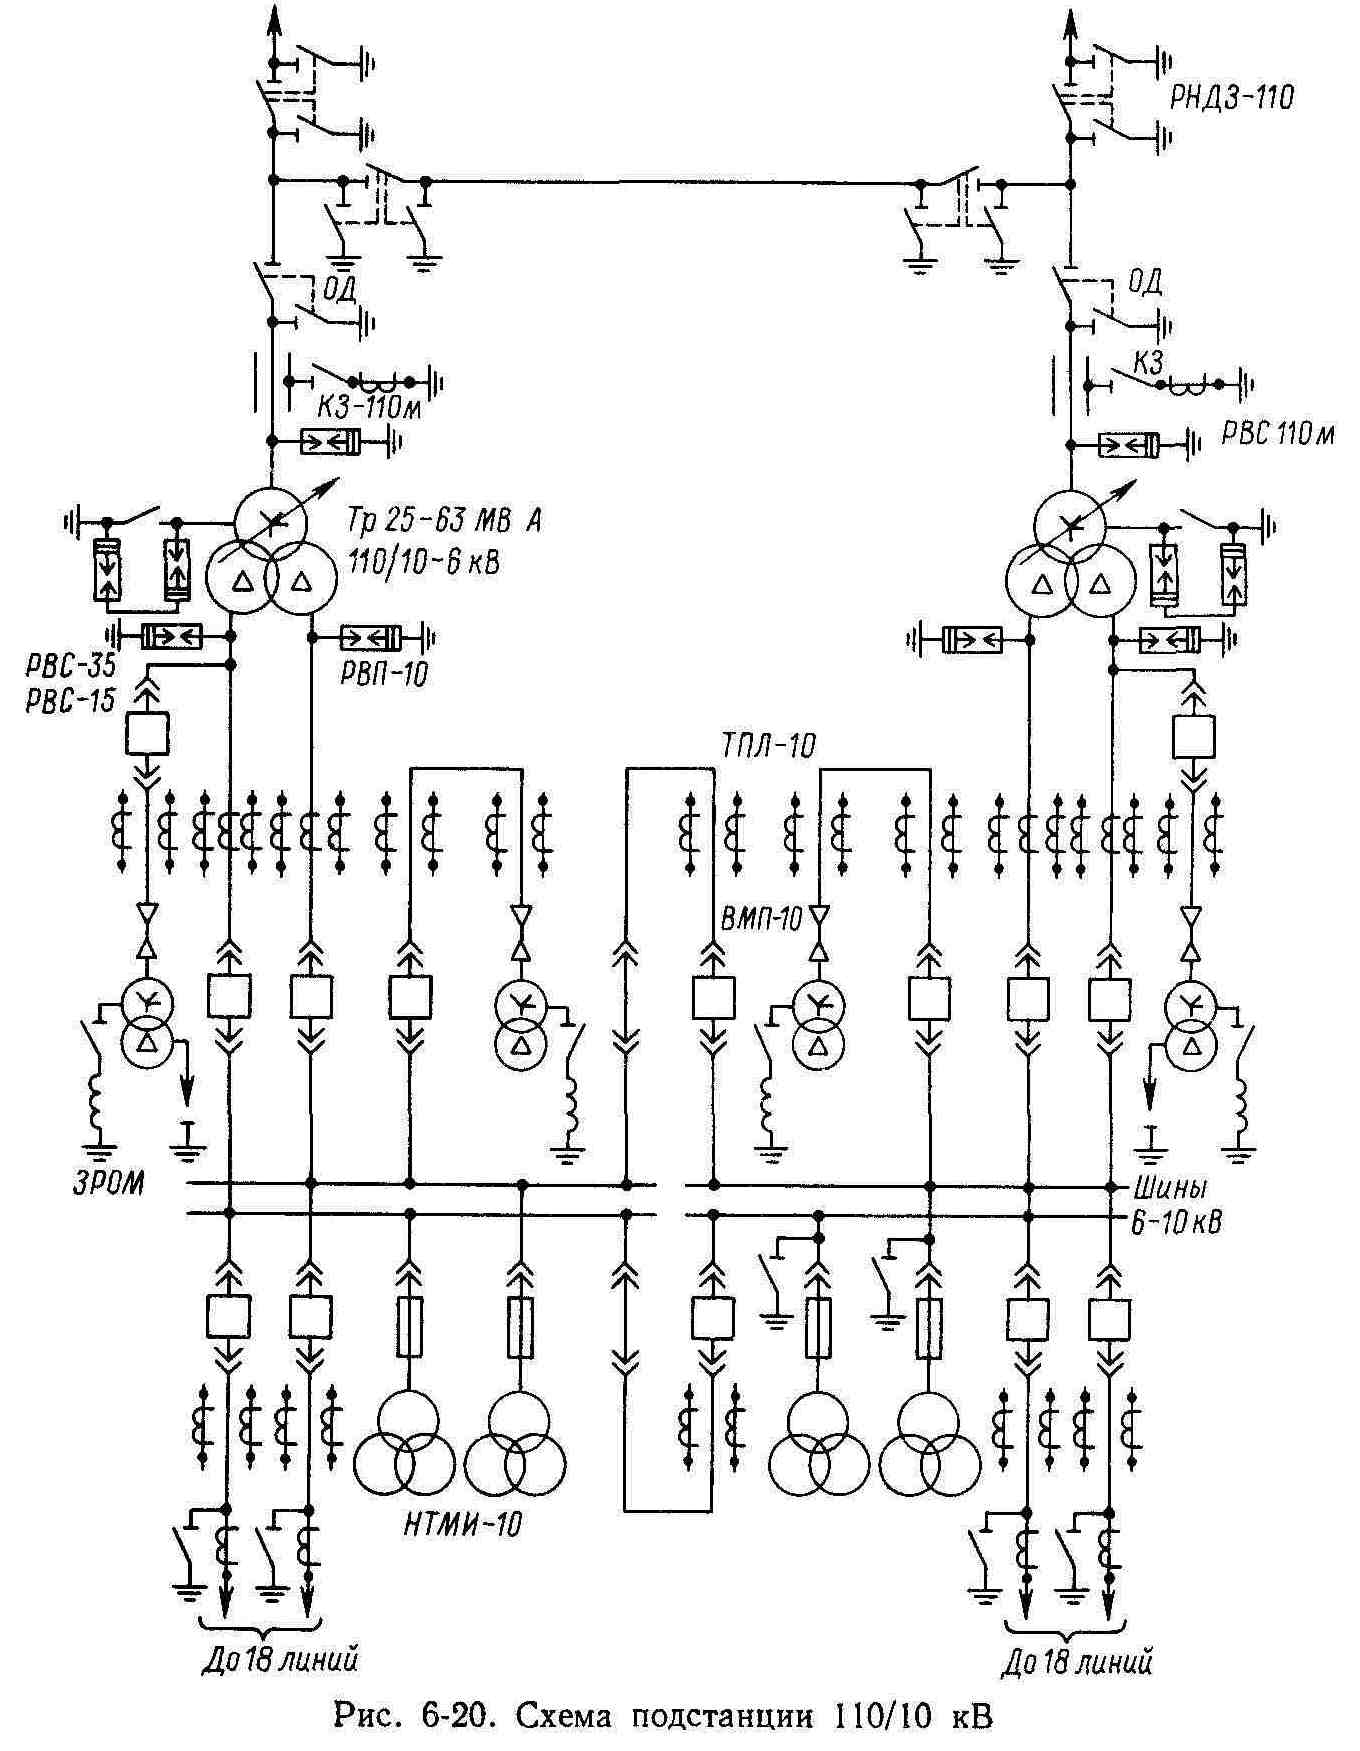 РНДЗ-110
ОД
ОД
КЗ
КЗ-110м
РВС 110м
Тр 25-63 МВ А
110/10-6 кВ
РВС-35
РВС-15
РВП-10
ТПЛ-10
ВМП-10
ЗРОМ
Шины
6-10кВ
НТМИ-10
До 18 линий
До 18 линий
Рис. 6-20. Схема подстанции 110/10 кВ